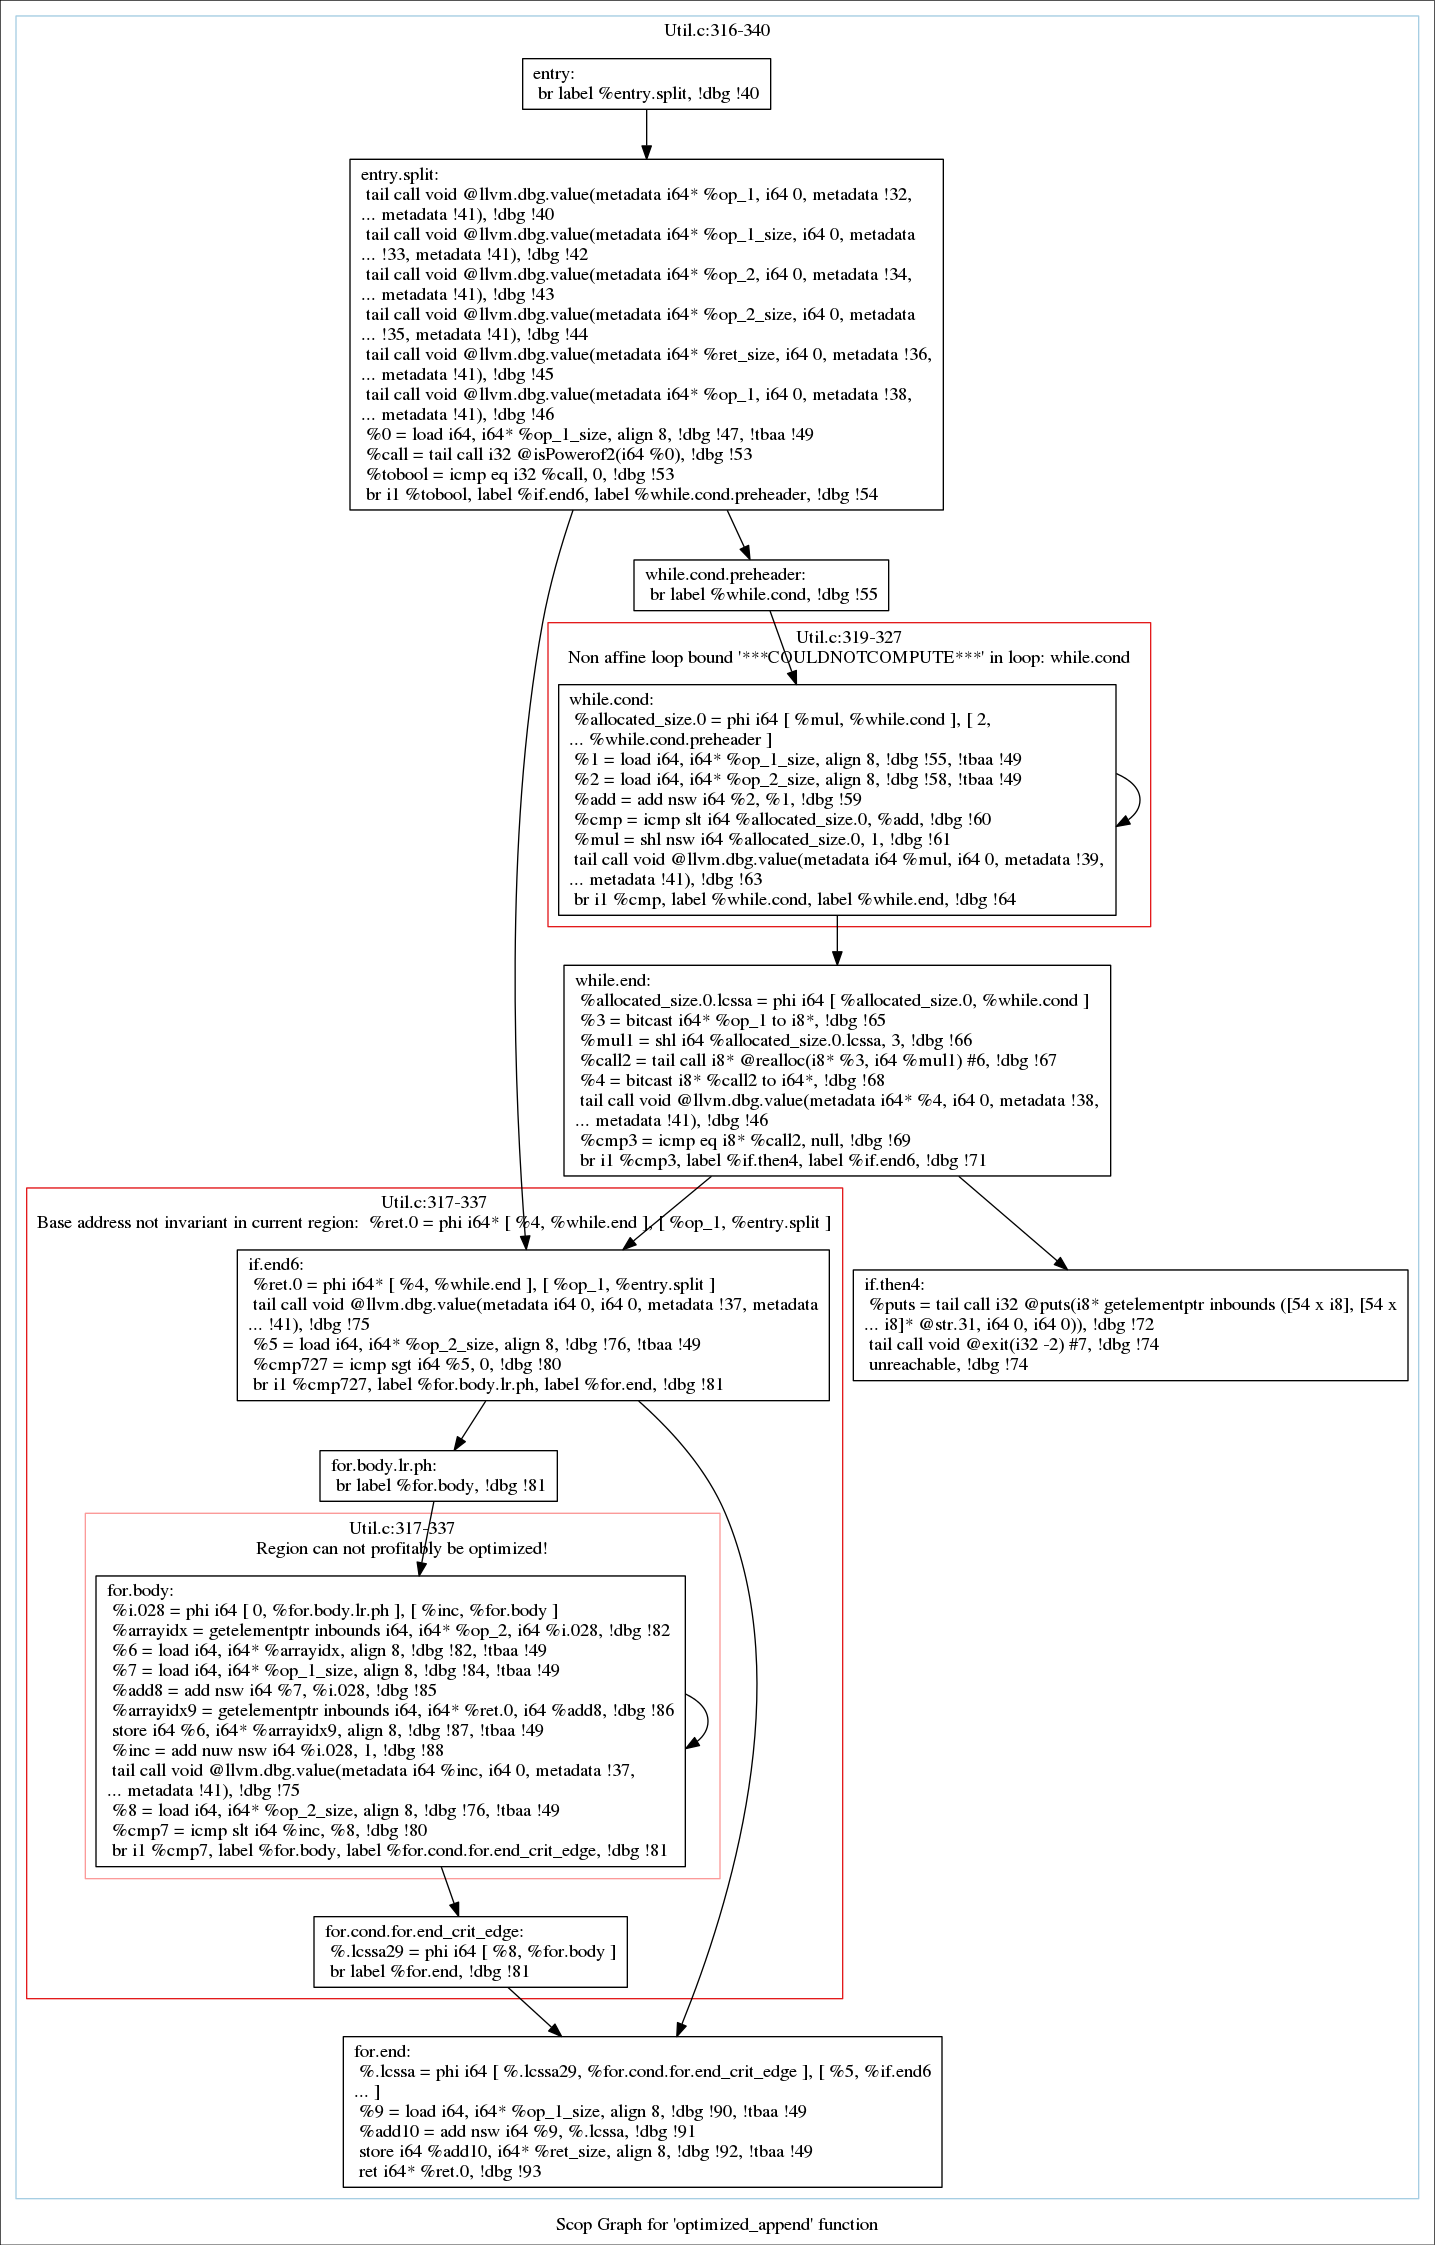 Util.c:316-340
entry:
br label %entry.split, !dbg !40
entry.split:
tail call void @llvm.dbg.value(metadata i64* %op_1, i64 0, metadata !32,
... metadata !41), !dbg !40
tail call void @llvm.dbg.value(metadata i64* %op_1_size, i64 0, metadata
... !33, metadata !41), !dbg !42
tail call void @llvm.dbg.value(metadata i64* %op_2, i64 0, metadata !34,
... metadata !41), !dbg !43
tail call void @llvm.dbg.value(metadata i64* %op_2_size, i64 0, metadata
... !35, metadata !41), !dbg !44
tail call void @llvm.dbg.value(metadata i64* %ret_size, i64 0, metadata !36,
... metadata !41), !dbg !45
tail call void @llvm.dbg.value(metadata i64* %op_1, i64 0, metadata !38,
... metadata !41), !dbg !46
%0 = load i64, i64* %op_1_size, align 8, !dbg !47, !tbaa !49
%call = tail call i32 @isPowerof2(i64 %0), !dbg !53
%tobool = icmp eq i32 %call, 0, !dbg !53
br i1 %tobool, label %if.end6, label %while.cond.preheader, !dbg !54
while.cond.preheader:
br label %while.cond, !dbg !55
Util.c:319-327
Non affine loop bound '***COULDNOTCOMPUTE***' in loop: while.cond
while.cond:
%allocated_size.0 = phi i64 [ %mul, %while.cond ], [ 2,
... %while.cond.preheader ]
%1 = load i64, i64* %op_1_size, align 8, !dbg !55, !tbaa !49
%2 = load i64, i64* %op_2_size, align 8, !dbg !58, !tbaa !49
%add = add nsw i64 %2, %1, !dbg !59
%cmp = icmp slt i64 %allocated_size.0, %add, !dbg !60
%mul = shl nsw i64 %allocated_size.0, 1, !dbg !61
tail call void @llvm.dbg.value(metadata i64 %mul, i64 0, metadata !39,
... metadata !41), !dbg !63
br i1 %cmp, label %while.cond, label %while.end, !dbg !64
while.end:
%allocated_size.0.lcssa = phi i64 [ %allocated_size.0, %while.cond ]
%3 = bitcast i64* %op_1 to i8*, !dbg !65
%mul1 = shl i64 %allocated_size.0.lcssa, 3, !dbg !66
%call2 = tail call i8* @realloc(i8* %3, i64 %mul1) #6, !dbg !67
%4 = bitcast i8* %call2 to i64*, !dbg !68
tail call void @llvm.dbg.value(metadata i64* %4, i64 0, metadata !38,
... metadata !41), !dbg !46
%cmp3 = icmp eq i8* %call2, null, !dbg !69
br i1 %cmp3, label %if.then4, label %if.end6, !dbg !71
Util.c:317-337
Base address not invariant in current region:  %ret.0 = phi i64* [ %4, %while.end ], [ %op_1, %entry.split ]
if.end6:
%ret.0 = phi i64* [ %4, %while.end ], [ %op_1, %entry.split ]
tail call void @llvm.dbg.value(metadata i64 0, i64 0, metadata !37, metadata
... !41), !dbg !75
%5 = load i64, i64* %op_2_size, align 8, !dbg !76, !tbaa !49
%cmp727 = icmp sgt i64 %5, 0, !dbg !80
br i1 %cmp727, label %for.body.lr.ph, label %for.end, !dbg !81
if.then4:
%puts = tail call i32 @puts(i8* getelementptr inbounds ([54 x i8], [54 x
... i8]* @str.31, i64 0, i64 0)), !dbg !72
tail call void @exit(i32 -2) #7, !dbg !74
unreachable, !dbg !74
for.body.lr.ph:
br label %for.body, !dbg !81
Util.c:317-337
Region can not profitably be optimized!
for.body:
%i.028 = phi i64 [ 0, %for.body.lr.ph ], [ %inc, %for.body ]
%arrayidx = getelementptr inbounds i64, i64* %op_2, i64 %i.028, !dbg !82
%6 = load i64, i64* %arrayidx, align 8, !dbg !82, !tbaa !49
%7 = load i64, i64* %op_1_size, align 8, !dbg !84, !tbaa !49
%add8 = add nsw i64 %7, %i.028, !dbg !85
%arrayidx9 = getelementptr inbounds i64, i64* %ret.0, i64 %add8, !dbg !86
store i64 %6, i64* %arrayidx9, align 8, !dbg !87, !tbaa !49
%inc = add nuw nsw i64 %i.028, 1, !dbg !88
tail call void @llvm.dbg.value(metadata i64 %inc, i64 0, metadata !37,
... metadata !41), !dbg !75
%8 = load i64, i64* %op_2_size, align 8, !dbg !76, !tbaa !49
%cmp7 = icmp slt i64 %inc, %8, !dbg !80
br i1 %cmp7, label %for.body, label %for.cond.for.end_crit_edge, !dbg !81
for.cond.for.end_crit_edge:
%.lcssa29 = phi i64 [ %8, %for.body ]
br label %for.end, !dbg !81
for.end:
%.lcssa = phi i64 [ %.lcssa29, %for.cond.for.end_crit_edge ], [ %5, %if.end6
... ]
%9 = load i64, i64* %op_1_size, align 8, !dbg !90, !tbaa !49
%add10 = add nsw i64 %9, %.lcssa, !dbg !91
store i64 %add10, i64* %ret_size, align 8, !dbg !92, !tbaa !49
ret i64* %ret.0, !dbg !93
Scop Graph for 'optimized_append' function